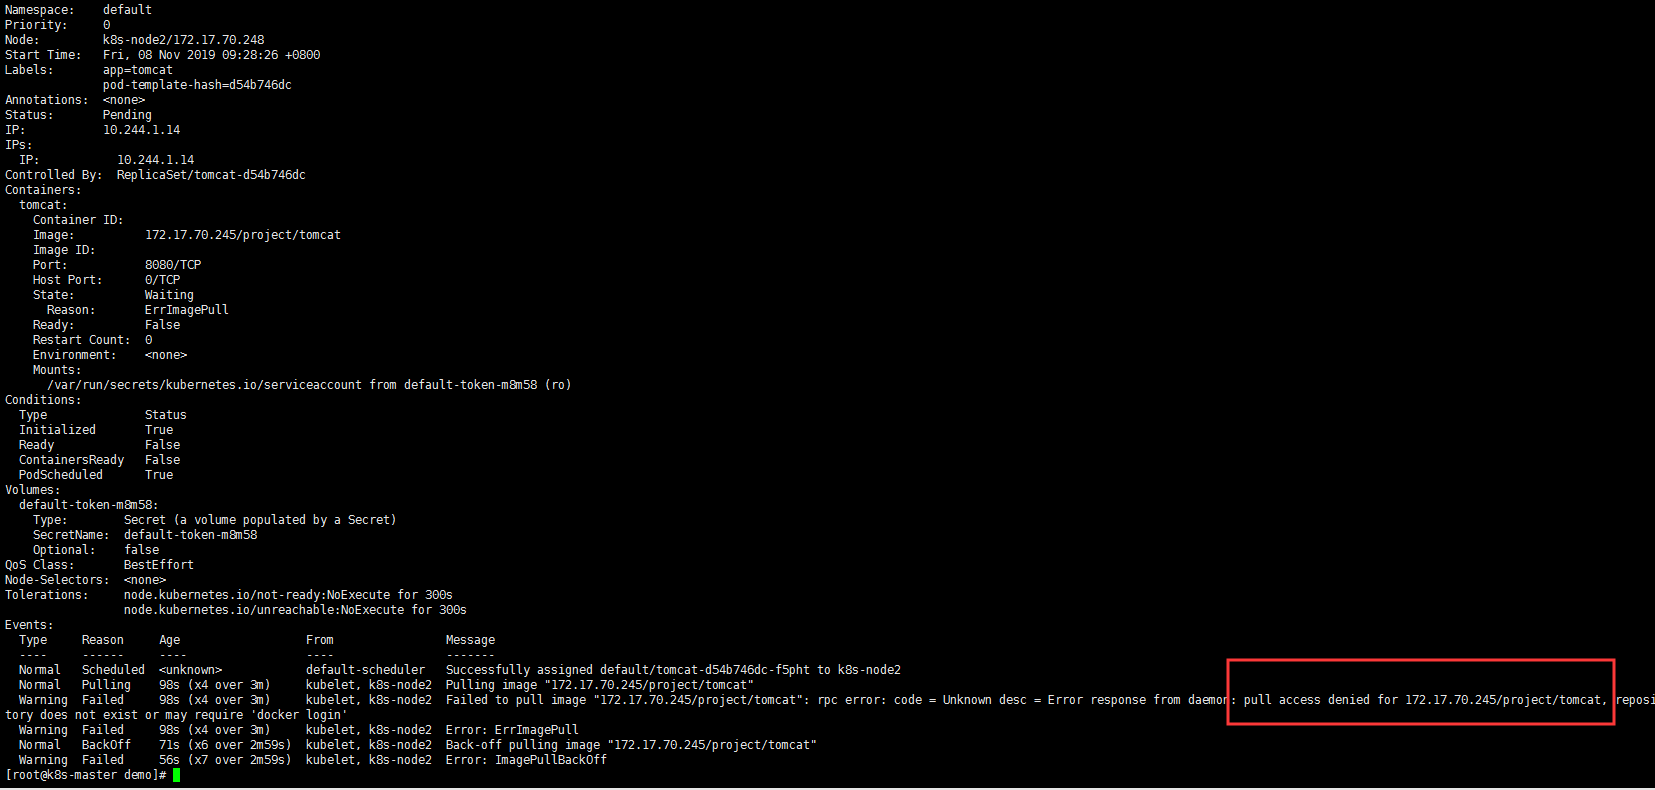 Namespace:    default
Priority:     0
Node:         k8s-node2/172.17.70.248
Start Time:   Fri, 08 Nov 2019 09:28:26 +0800
Labels:       app=tomcat
              pod-template-hash=d54b746dc
Annotations:  <none>
Status:       Pending
IP:           10.244.1.14
IPs:
  IP:           10.244.1.14
Controlled By:  ReplicaSet/tomcat-d54b746dc
Containers:
  tomcat:
    Container ID:
    Image:          172.17.70.245/project/tomcat
    Image ID:
    Port:           8080/TCP
    Host Port:      0/TCP
    State:          Waiting
      Reason:       ErrImagePull
    Ready:          False
    Restart Count:  0
    Environment:    <none>
    Mounts:
      /var/run/secrets/kubernetes.io/serviceaccount from default-token-m8m58 (ro)
Conditions:
  Type              Status
  Initialized       True
  Ready             False
  ContainersReady   False
  PodScheduled      True
Volumes:
  default-token-m8m58:
    Type:        Secret (a volume populated by a Secret)
    SecretName:  default-token-m8m58
    Optional:    false
QoS Class:       BestEffort
Node-Selectors:  <none>
Tolerations:     node.kubernetes.io/not-ready:NoExecute for 300s
                 node.kubernetes.io/unreachable:NoExecute for 300s
Events:
  Type     Reason     Age                  From                Message
  ----     ------     ----                 ----                -------
  Normal   Scheduled  <unknown>            default-scheduler   Successfully assigned default/tomcat-d54b746dc-f5pht to k8s-node2
  Normal   Pulling    98s (x4 over 3m)     kubelet, k8s-node2  Pulling image "172.17.70.245/project/tomcat"
  Warning  Failed     98s (x4 over 3m)     kubelet, k8s-node2  Failed to pull image "172.17.70.245/project/tomcat": rpc error: code = Unknown desc = Error response from daemon: pull access denied for 172.17.70.245/project/tomcat, reposi
tory does not exist or may require 'docker login'
  Warning  Failed     98s (x4 over 3m)     kubelet, k8s-node2  Error: ErrImagePull
  Normal   BackOff    71s (x6 over 2m59s)  kubelet, k8s-node2  Back-off pulling image "172.17.70.245/project/tomcat"
  Warning  Failed     56s (x7 over 2m59s)  kubelet, k8s-node2  Error: ImagePullBackOff
[root@k8s-master demo]#